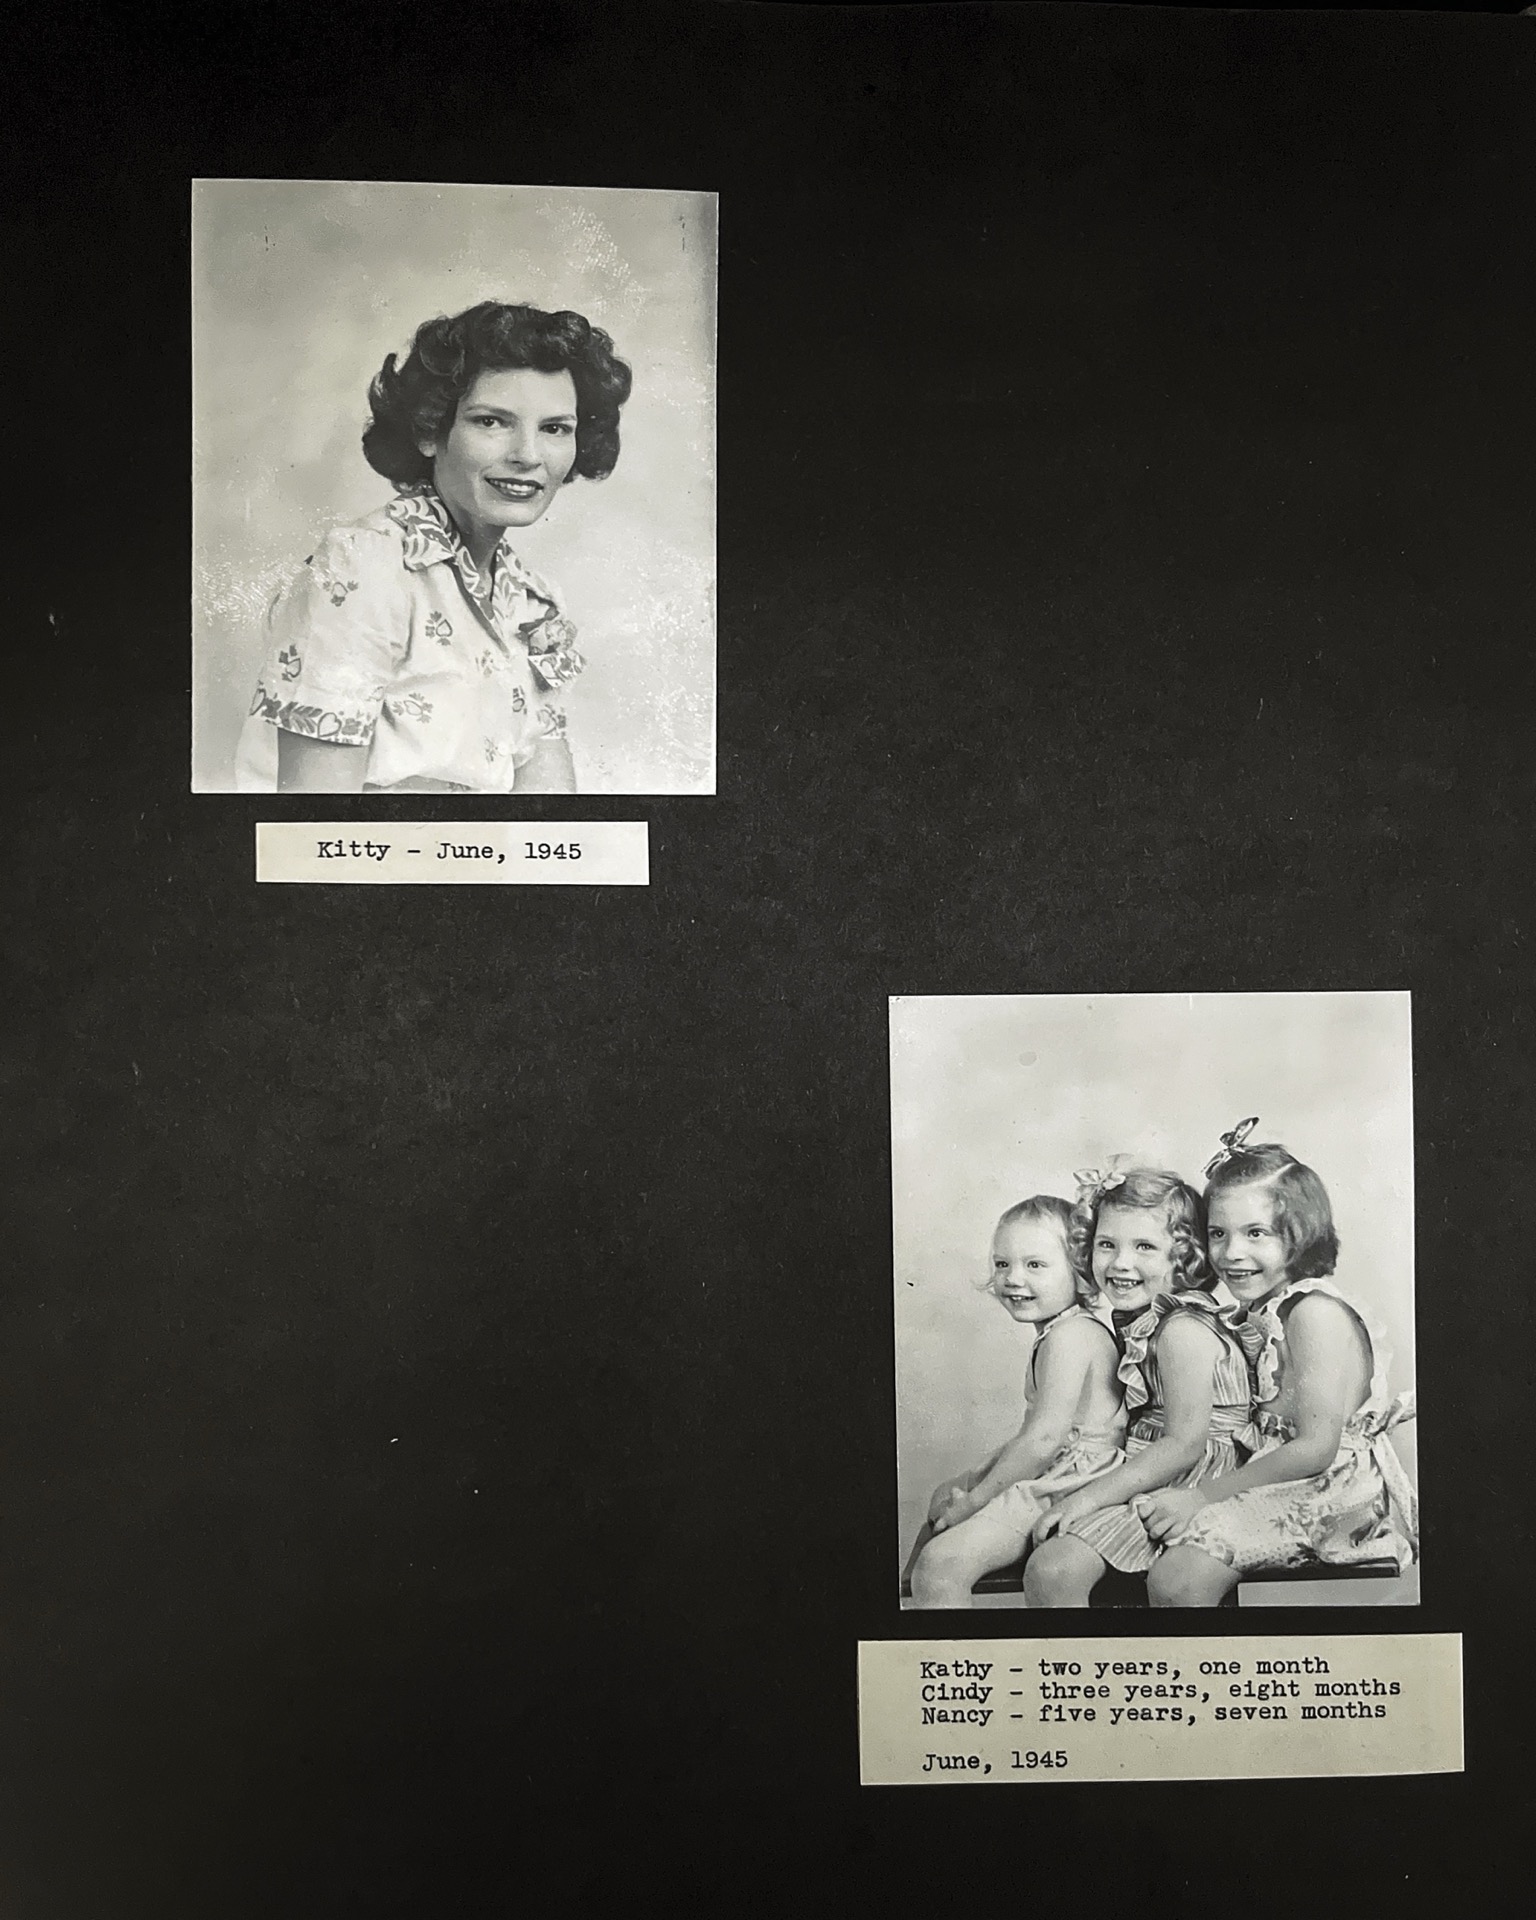 Kitty - June, 1945
Kathy - two years, one month
Cindy - three years, eight months
Nancy - five years, seven months
June, 1945